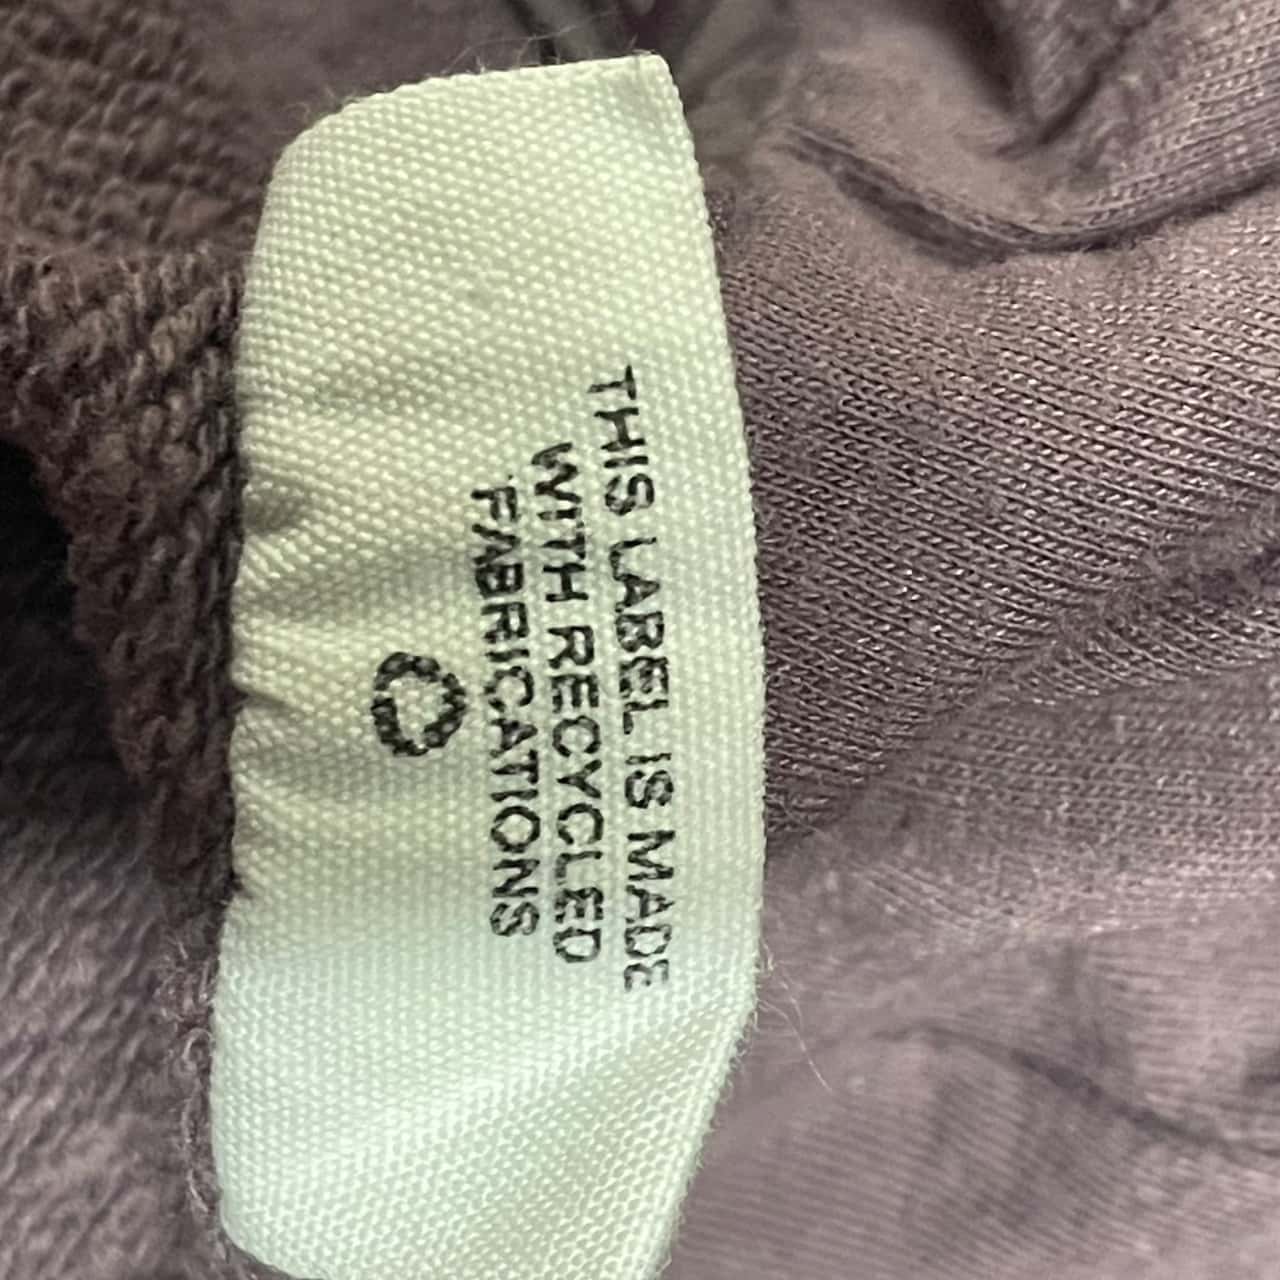 THIS LABEL IS MADE
WITH RECYCLED
FABRICATIONS